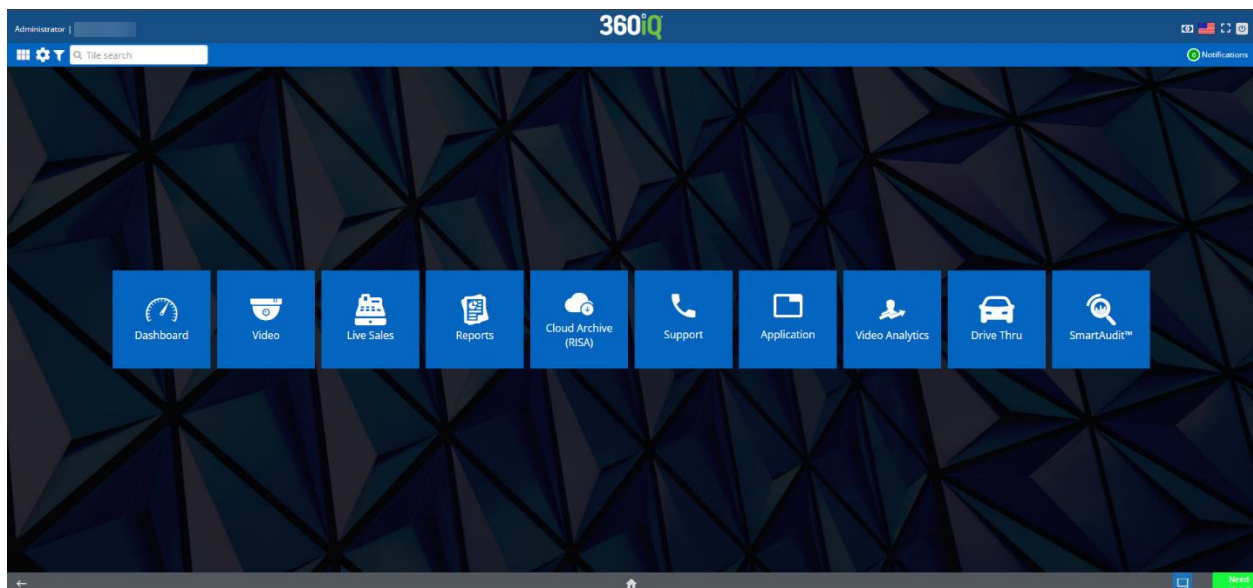 Administrator |
360iQ
Tile search
0 Notifications
Dashboard
Video
Live Sales
Reports
Cloud Archive
(RISA)
Support
Application
Video Analytics
Drive Thru
SmartAudit™
Need